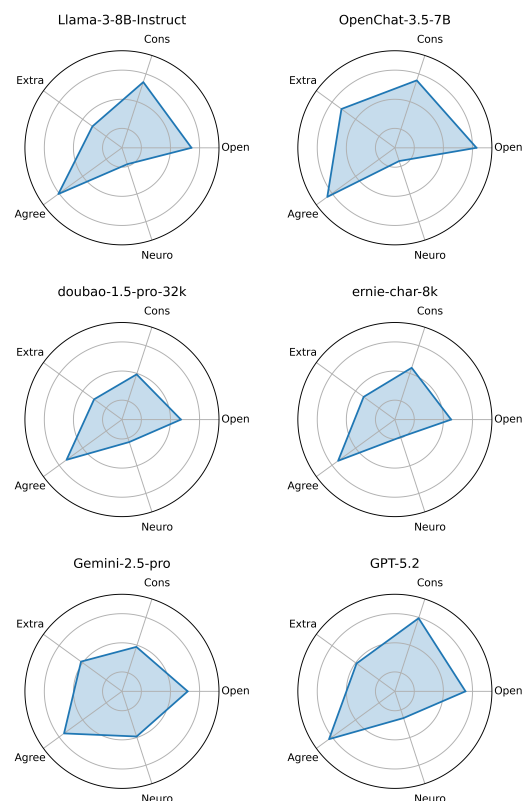 Llama-3-8B-Instruct
Cons
Extra
Open
Agree
Neuro
OpenChat-3.5-7B
Cons
Extra
Open
Agree
Neuro
doubao-1.5-pro-32k
Cons
Extra
Open
Agree
Neuro
ernie-char-8k
Cons
Extra
Open
Agree
Neuro
Gemini-2.5-pro
Cons
Extra
Open
Agree
Neuro
GPT-5.2
Cons
Extra
Open
Agree
Neuro